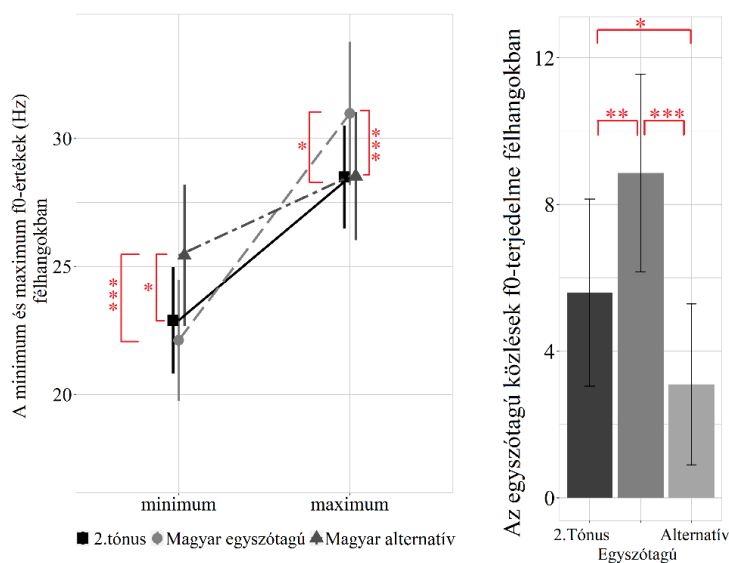 A minimum és maximum f0-értékek (Hz)
félhangokban
30
25
20
*
***
***
*
minimum
maximum
2.tónus
Magyar egyszótagú
Magyar alternatív
Az egyszótagú közlések f0-terjedelme félhangokban
12
8
4
0
*
**
***
2.Tónus
Alternatív
Egyszótagú